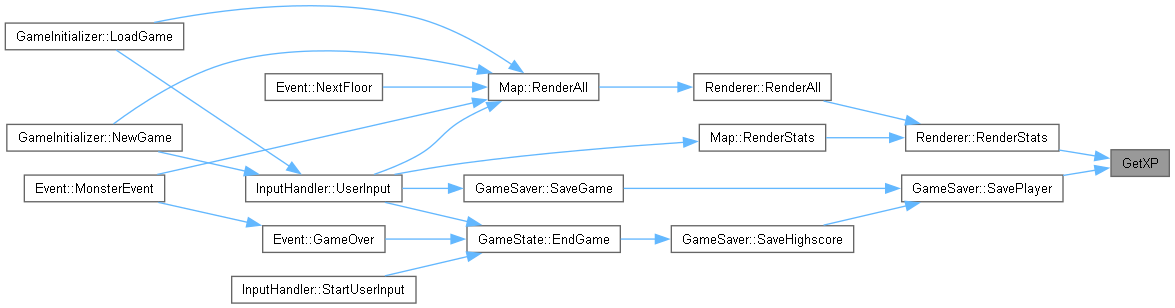 GameInitializer::LoadGame
Event::NextFloor
Map::RenderAll
Renderer::RenderAll
GameInitializer::NewGame
Map::RenderStats
Renderer::RenderStats
GetXP
Event::MonsterEvent
InputHandler::UserInput
GameSaver::SaveGame
GameSaver::SavePlayer
Event::GameOver
GameState::EndGame
GameSaver::SaveHighscore
InputHandler::StartUserInput